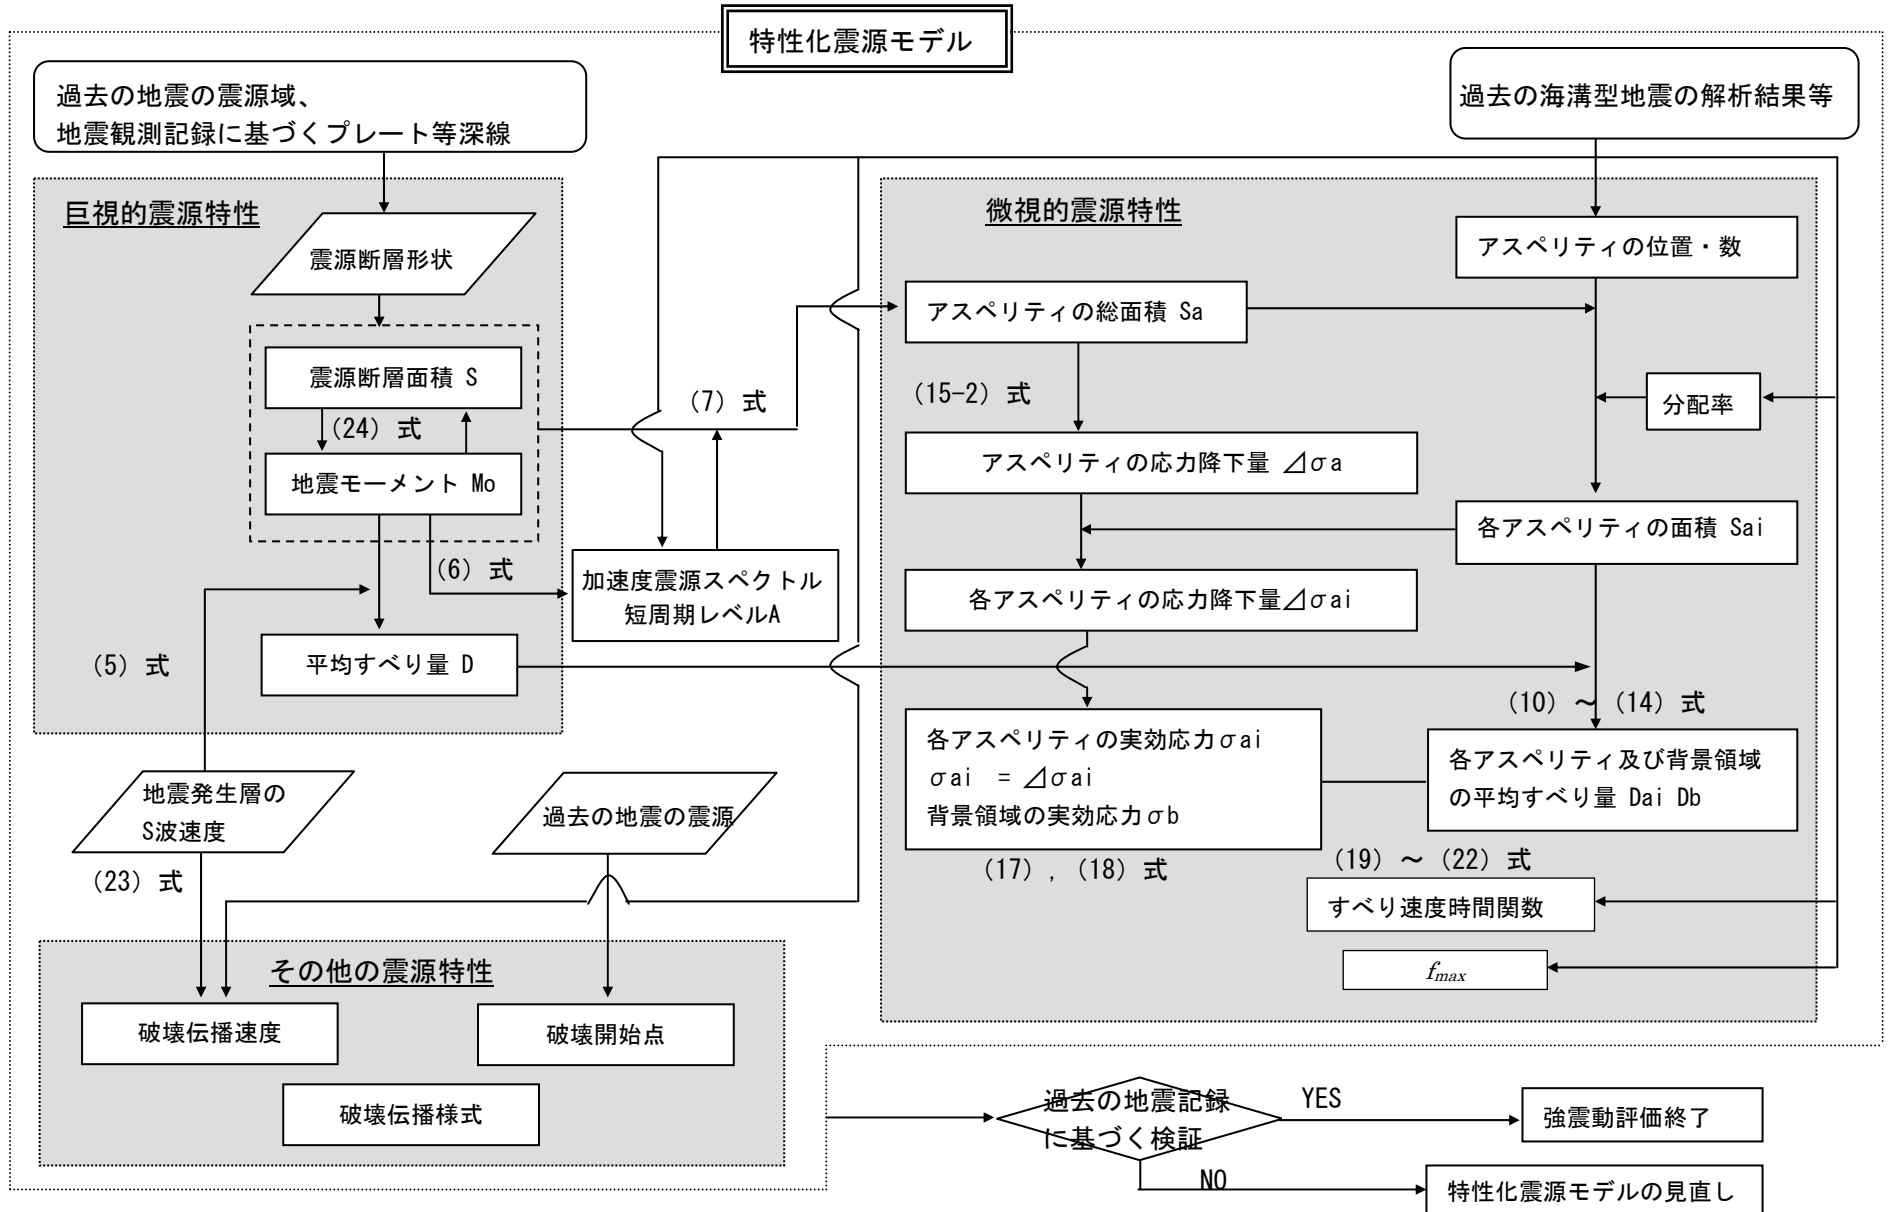 特性化震源モデル
過去の地震の震源域、
地震観測記録に基づくプレート等深線
過去の海溝型地震の解析結果等
巨視的震源特性
震源断層形状
震源断層面積 S
(24) 式
地震モーメント Mo
(6) 式
(5) 式
平均すべり量 D
(7) 式
加速度震源スペクトル
短周期レベルA
微視的震源特性
アスペリティの位置・数
アスペリティの総面積 Sa
(15-2) 式
分配率
アスペリティの応力降下量 ⊿σa
各アスペリティの面積 Sai
各アスペリティの応力降下量⊿σai
(10) ～ (14) 式
各アスペリティの実効応力σai
σai = ⊿σai
背景領域の実効応力σb
各アスペリティ及び背景領域
の平均すべり量 Dai Db
(17) , (18) 式
(19) ～ (22) 式
すべり速度時間関数
fmax
地震発生層の
S波速度
過去の地震の震源
(23) 式
その他の震源特性
破壊伝播速度
破壊開始点
破壊伝播様式
過去の地震記録
に基づく検証
YES
強震動評価終了
NO
特性化震源モデルの見直し